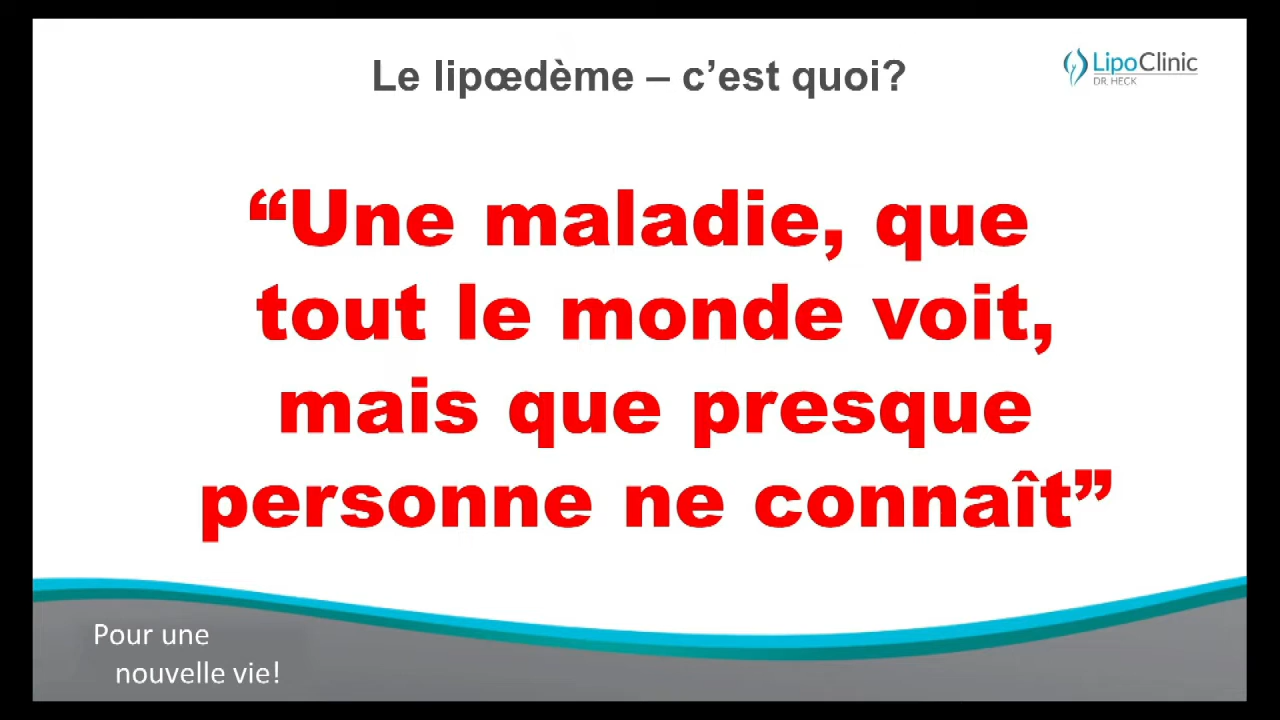 Le lipœdème – c’est quoi?
LipoClinic
DR. HECK
“Une maladie, que
tout le monde voit,
mais que presque
personne ne connaît”
Pour une
nouvelle vie!